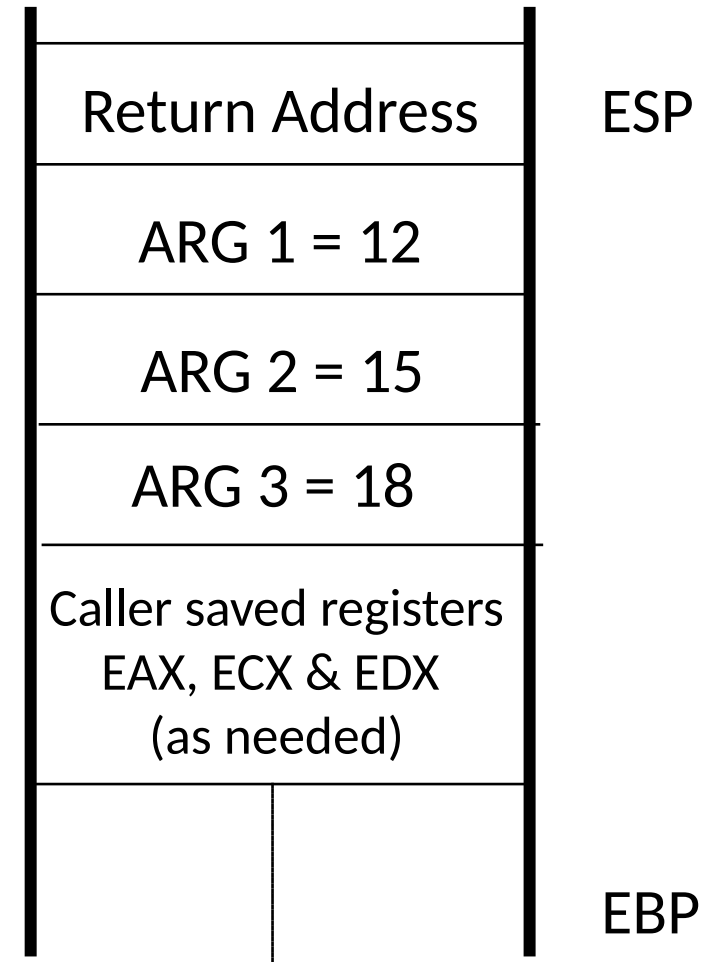 Return Address
ESP
ARG 1 = 12
ARG 2 = 15
ARG 3 = 18
Caller saved registers
EAX, ECX & EDX
(as needed)
EBP